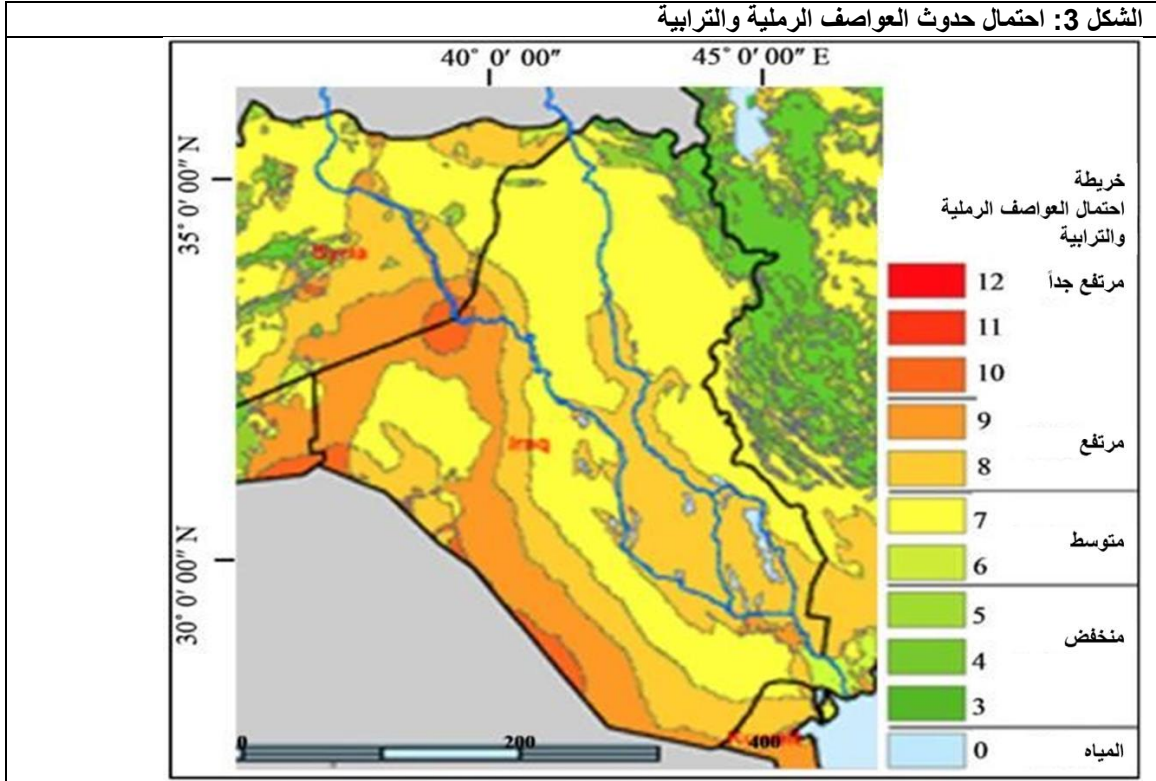 الشكل 3: احتمال حدوث العواصف الرملية والترابية
40° 0' 00"
45° 0' 00" E
35° 0' 00" N
30° 0' 00" N
Syria
Iraq
0
200
400
خريطة
احتمال العواصف الرملية
والترابية
مرتفع جداً
12
11
10
مرتفع
9
8
متوسط
7
6
منخفض
5
4
3
المياه
0